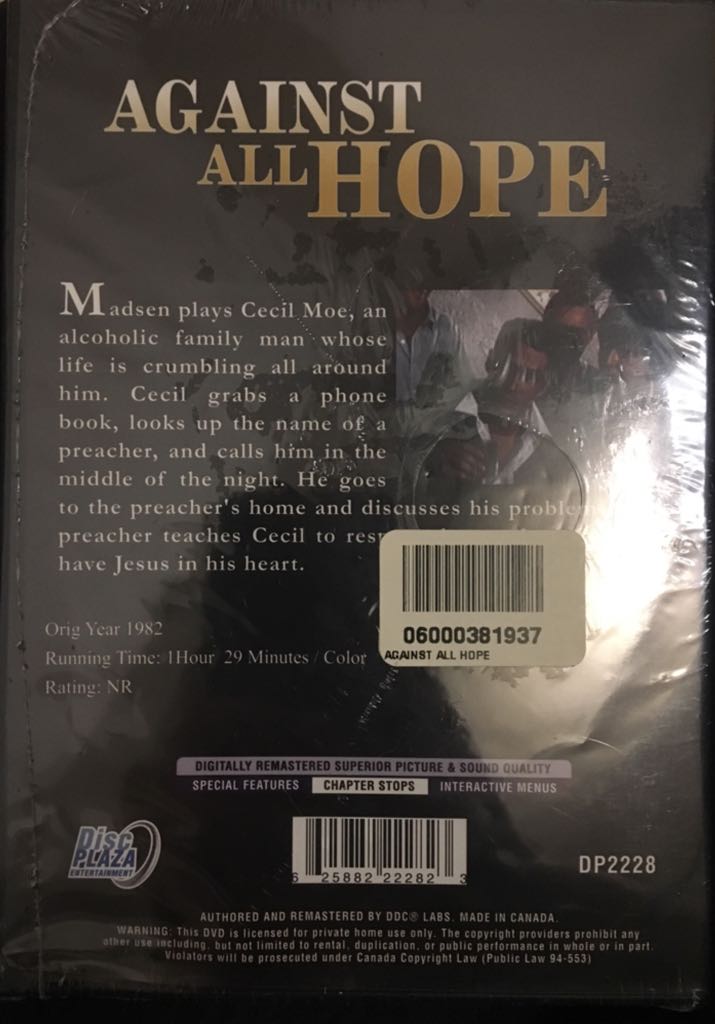 AGAINST
ALL HOPE
Madsen plays Cecil Moe, an
alcoholic family man whose
life is crumbling all around
him. Cecil grabs a phone
book, looks up the name of a
preacher, and calls him in the
middle of the night. He goes
to the preacher's home and discusses his
preacher teaches Cecil to
have Jesus in his heart.
06000381937
AGAINST ALL HOPE
Orig Year 1982
Running Time: 1Hour 29 Minutes / Color
Rating: NR
DIGITALLY REMASTERED SUPERIOR PICTURE & SOUND QUALITY
SPECIAL FEATURES CHAPTER STOPS INTERACTIVE MENUS
Disc
PLAZA
ENTERTAINMENT
6 25882 22282 3
DP2228
AUTHORED AND REMASTERED BY DDC® LABS. MADE IN CANADA.
WARNING: This DVD is licensed for private home use only. The copyright providers prohibit any
other use including, but not limited to rental, duplication, or public performance in whole or in part.
Violators will be prosecuted under Canada Copyright Law (Public Law 94-553)